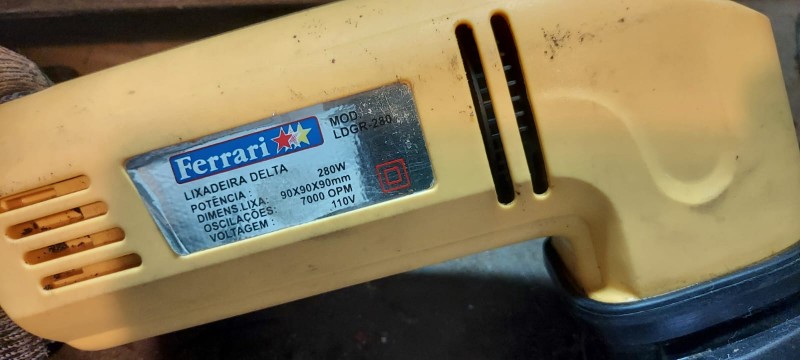 Ferrari
MOD.
LDGR-280
LIXADEIRA DELTA
POTÊNCIA : 280W
DIMENS LIXA: 90X90X90mm
OSCILAÇÕES: 7000 OPM
VOLTAGEM : 110V